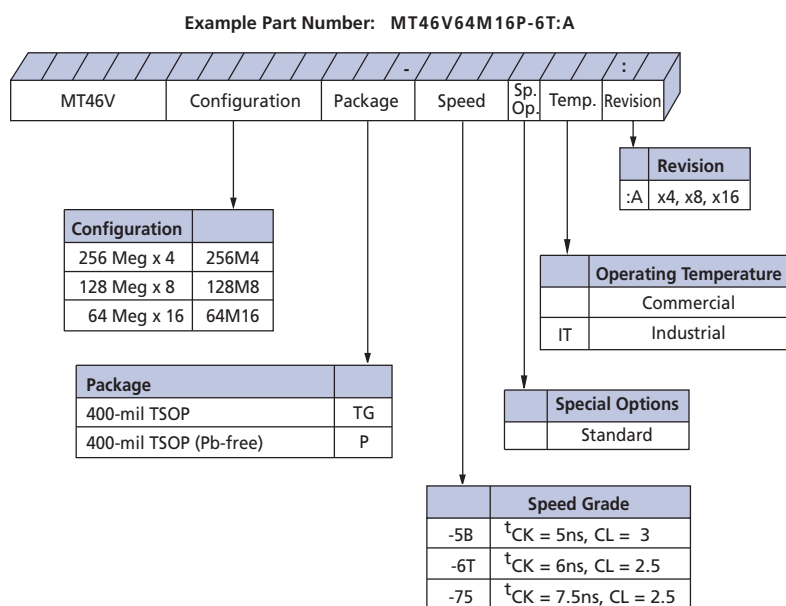 Example Part Number: MT46V64M16P-6T:A
- :
MT46V Configuration Package Speed Sp. Op. Temp. Revision
Revision
:A x4, x8, x16
Configuration
256 Meg x 4 256M4
128 Meg x 8 128M8
64 Meg x 16 64M16
Operating Temperature
Commercial
IT Industrial
Package
400-mil TSOP TG
400-mil TSOP (Pb-free) P
Special Options
Standard
Speed Grade
-5B tCK = 5ns, CL = 3
-6T tCK = 6ns, CL = 2.5
-75 tCK = 7.5ns, CL = 2.5